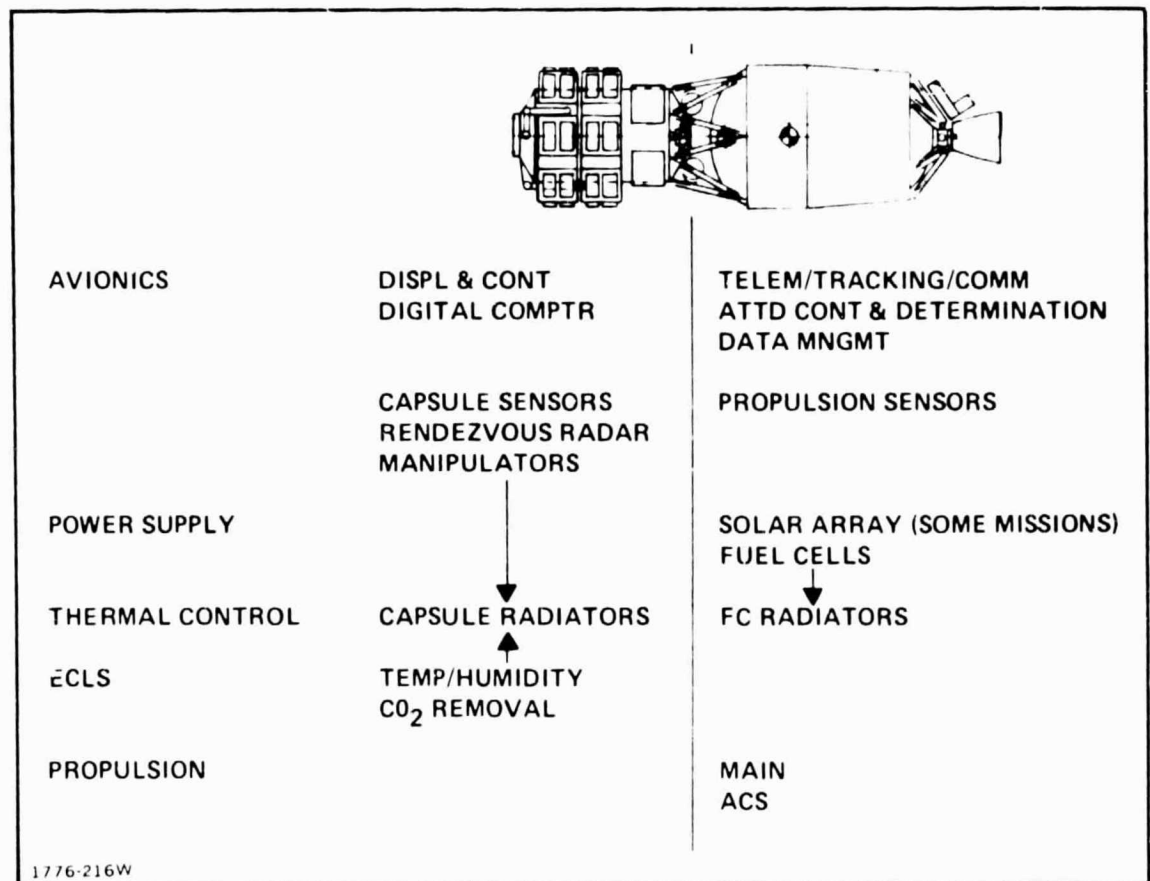 AVIONICS DISPL & CONT TELEM/TRACKING/COMM
DIGITAL COMPTR ATTD CONT & DETERMINATION
DATA MNGMT
CAPSULE SENSORS PROPULSION SENSORS
RENDEZVOUS RADAR
MANIPULATORS
POWER SUPPLY SOLAR ARRAY (SOME MISSIONS)
FUEL CELLS
THERMAL CONTROL CAPSULE RADIATORS FC RADIATORS
ECLS TEMP/HUMIDITY
CO₂ REMOVAL
PROPULSION MAIN
ACS
1776-216W